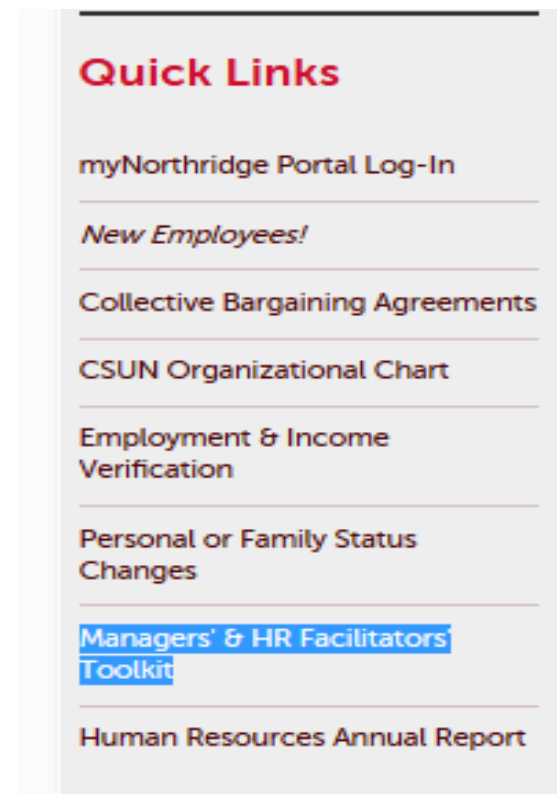 Quick Links
myNorthridge Portal Log-In
New Employees!
Collective Bargaining Agreements
CSUN Organizational Chart
Employment & Income
Verification
Personal or Family Status
Changes
Managers' & HR Facilitators'
Toolkit
Human Resources Annual Report